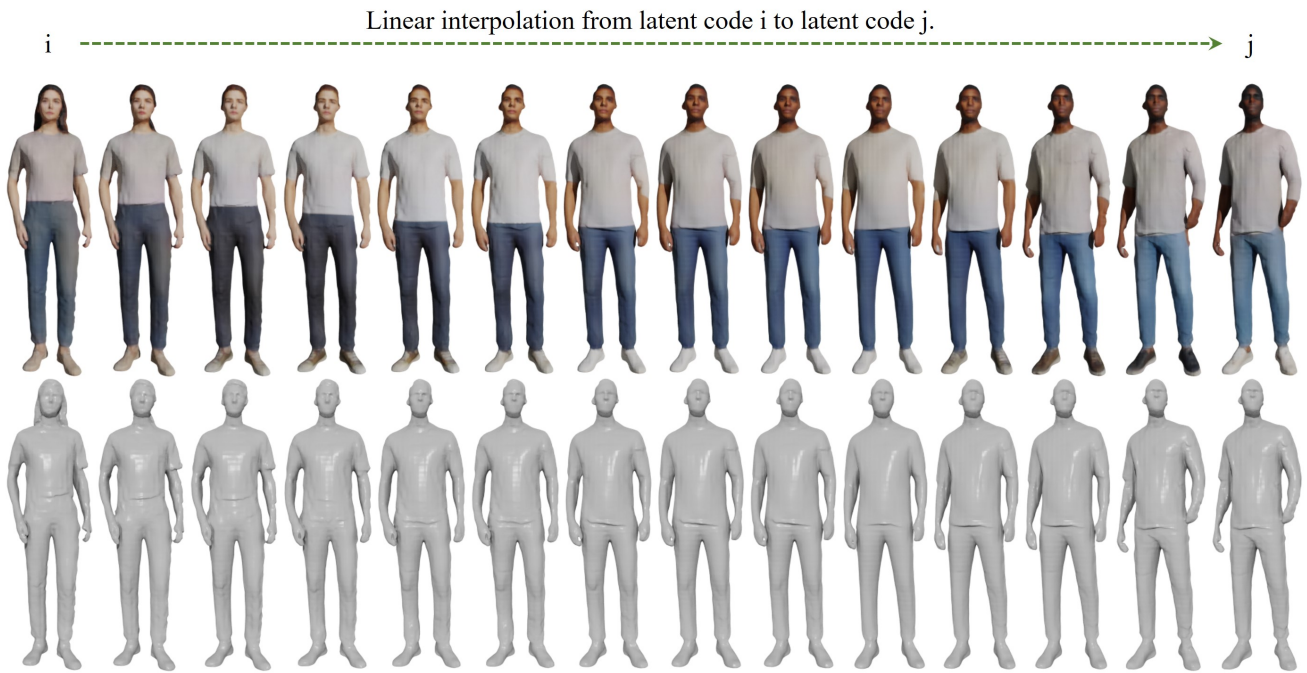 Linear interpolation from latent code i to latent code j.
i
j